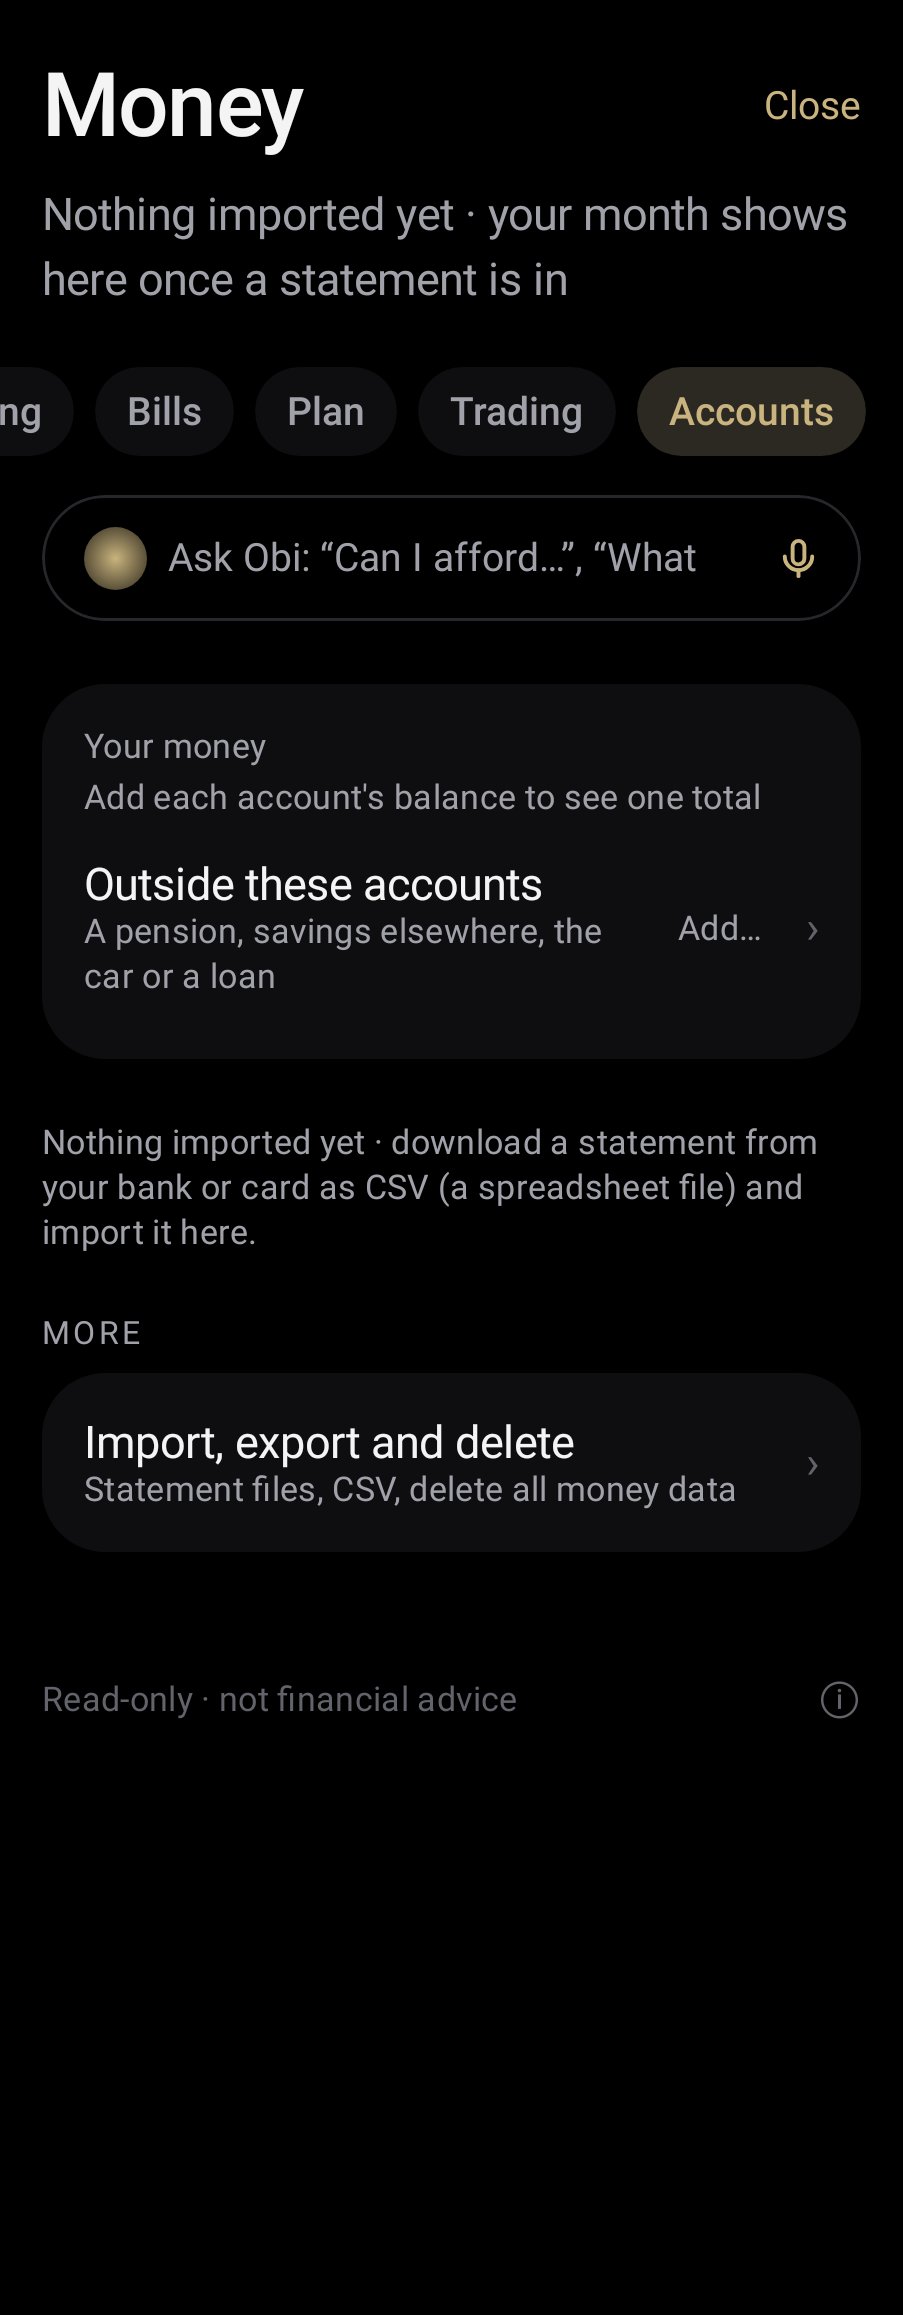 Money
Close
Nothing imported yet · your month shows
here once a statement is in
ng
Bills
Plan
Trading
Accounts
Ask Obi: “Can I afford…”, “What
Your money
Add each account's balance to see one total
Outside these accounts
A pension, savings elsewhere, the
car or a loan
Add…
Nothing imported yet · download a statement from
your bank or card as CSV (a spreadsheet file) and
import it here.
MORE
Import, export and delete
Statement files, CSV, delete all money data
Read-only · not financial advice